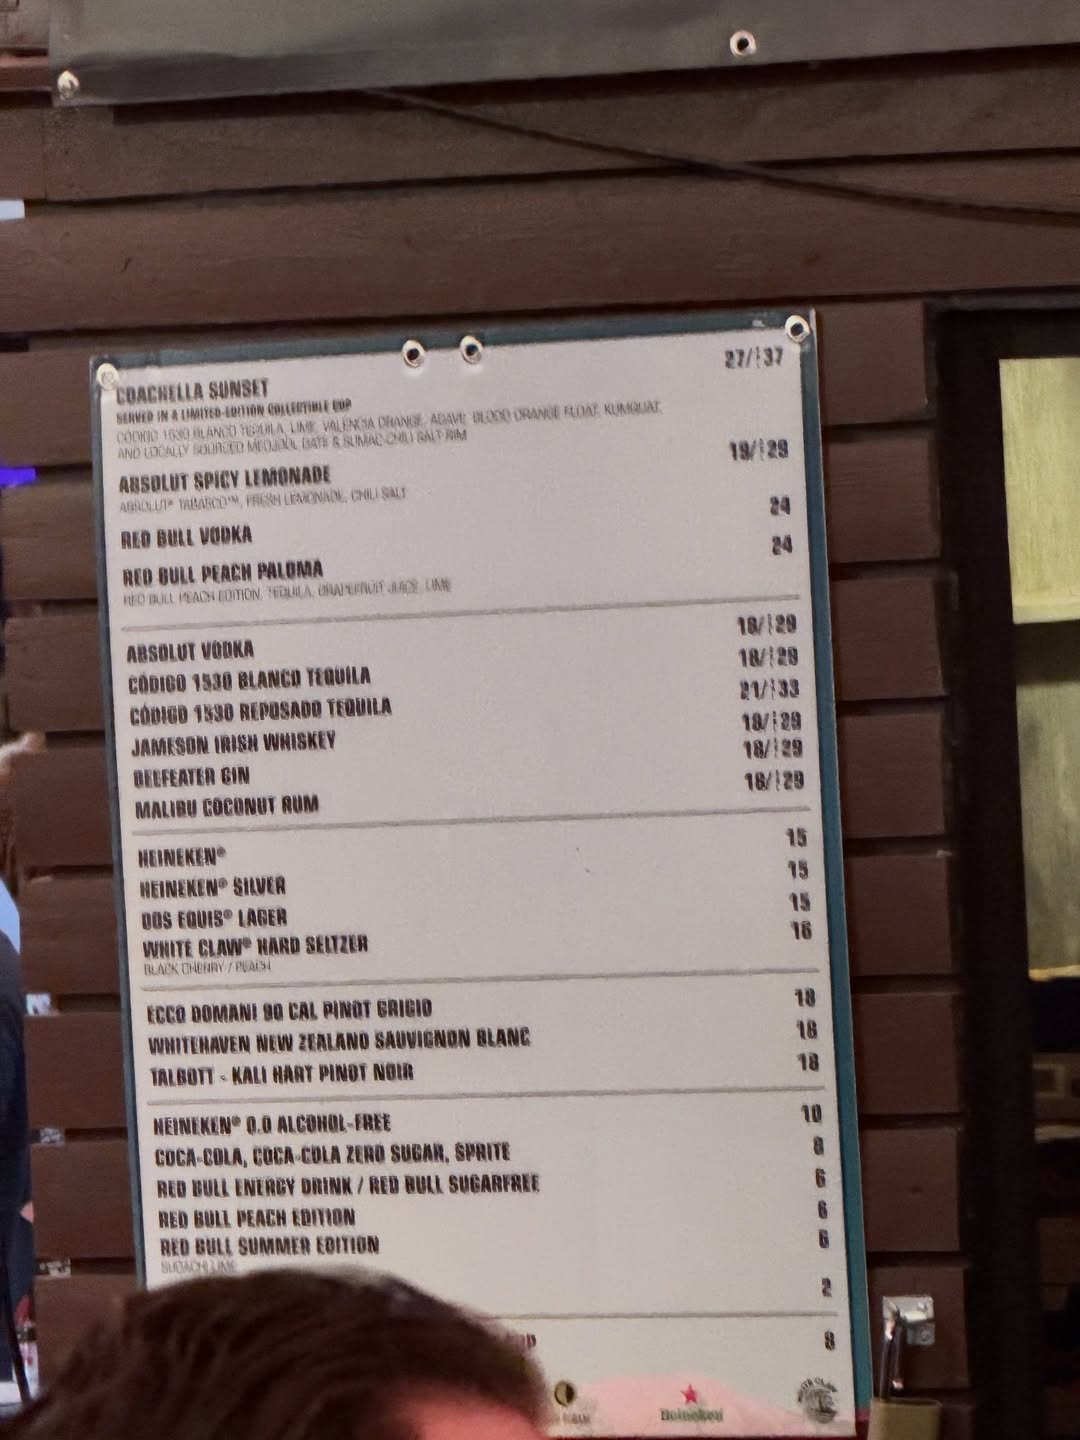 COACHELLA SUNSET 27/37
SERVED IN A LIMITED-EDITION COLLECTIBLE CUP
CÓDIGO 1530 BLANCO TEQUILA, LIME, VALENCIA ORANGE, AGAVE, BLOOD ORANGE FLOAT, KUMQUAT,
AND LOCALLY SOURCED MEDJOOL DATE & SUMAC-CHILI SALT RIM
ABSOLUT SPICY LEMONADE 19/29
ABSOLUT® TABASCO™, FRESH LEMONADE, CHILI SALT
RED BULL VODKA 24
RED BULL PEACH PALOMA 24
RED BULL PEACH EDITION, TEQUILA, GRAPEFRUIT JUICE, LIME
ABSOLUT VODKA 18/29
CÓDIGO 1530 BLANCO TEQUILA 18/29
CÓDIGO 1530 REPOSADO TEQUILA 21/33
JAMESON IRISH WHISKEY 18/29
BEEFEATER GIN 18/29
MALIBU COCONUT RUM 18/29
HEINEKEN® 15
HEINEKEN® SILVER 15
DOS EQUIS® LAGER 15
WHITE CLAW® HARD SELTZER 16
BLACK CHERRY / PEACH
ECCO DOMANI 90 CAL PINOT GRIGIO 18
WHITEHAVEN NEW ZEALAND SAUVIGNON BLANC 18
TALBOTT - KALI HART PINOT NOIR 18
HEINEKEN® 0.0 ALCOHOL-FREE 10
COCA-COLA, COCA-COLA ZERO SUGAR, SPRITE 8
RED BULL ENERGY DRINK / RED BULL SUGARFREE 6
RED BULL PEACH EDITION 6
RED BULL SUMMER EDITION 6
SUDACHI LIME
2
8
Heineken
WHITE CLAW